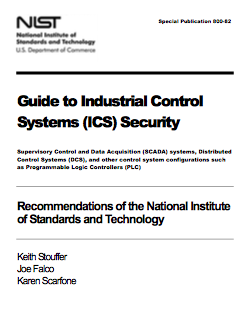 NIST
Special Publication 800-82
National Institute of
Standards and Technology
U.S. Department of Commerce
Guide to Industrial Control
Systems (ICS) Security
Supervisory Control and Data Acquisition (SCADA) systems, Distributed
Control Systems (DCS), and other control system configurations such
as Programmable Logic Controllers (PLC)
Recommendations of the National Institute
of Standards and Technology
Keith Stouffer
Joe Falco
Karen Scarfone